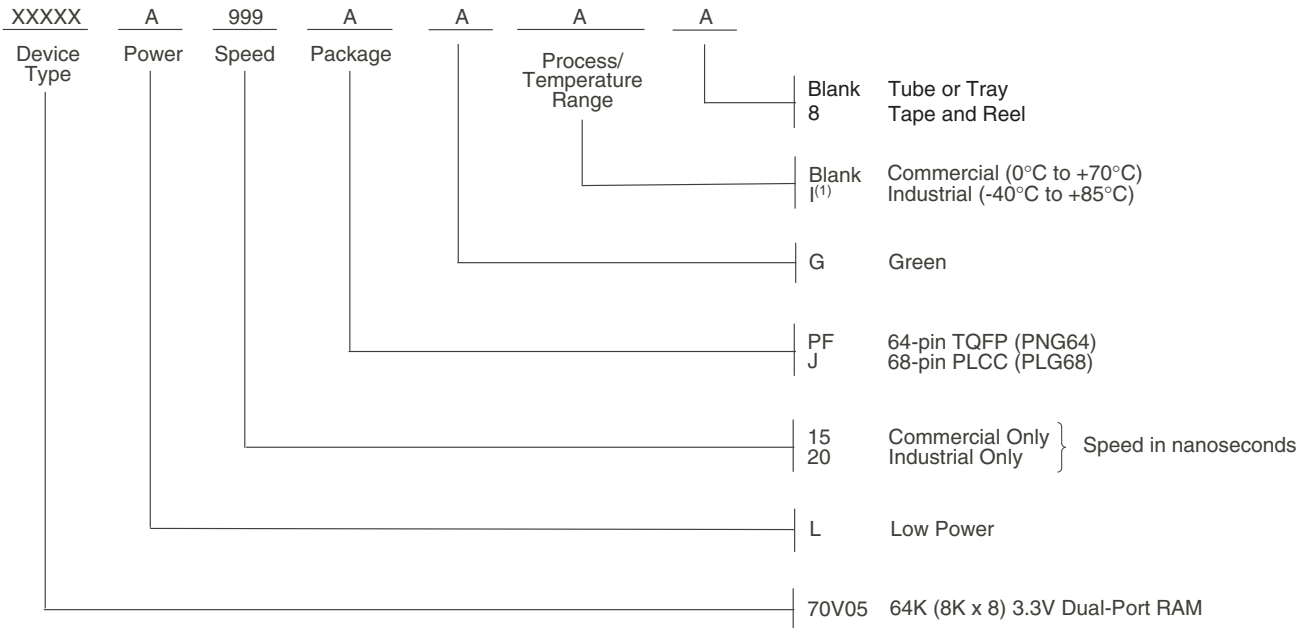 XXXXX A 999 A A A A
Device Type
Power
Speed
Package
Process/
Temperature
Range
Blank Tube or Tray
8 Tape and Reel
Blank Commercial (0°C to +70°C)
I(1) Industrial (-40°C to +85°C)
G Green
PF 64-pin TQFP (PNG64)
J 68-pin PLCC (PLG68)
15 Commercial Only
20 Industrial Only
Speed in nanoseconds
L Low Power
70V05 64K (8K x 8) 3.3V Dual-Port RAM